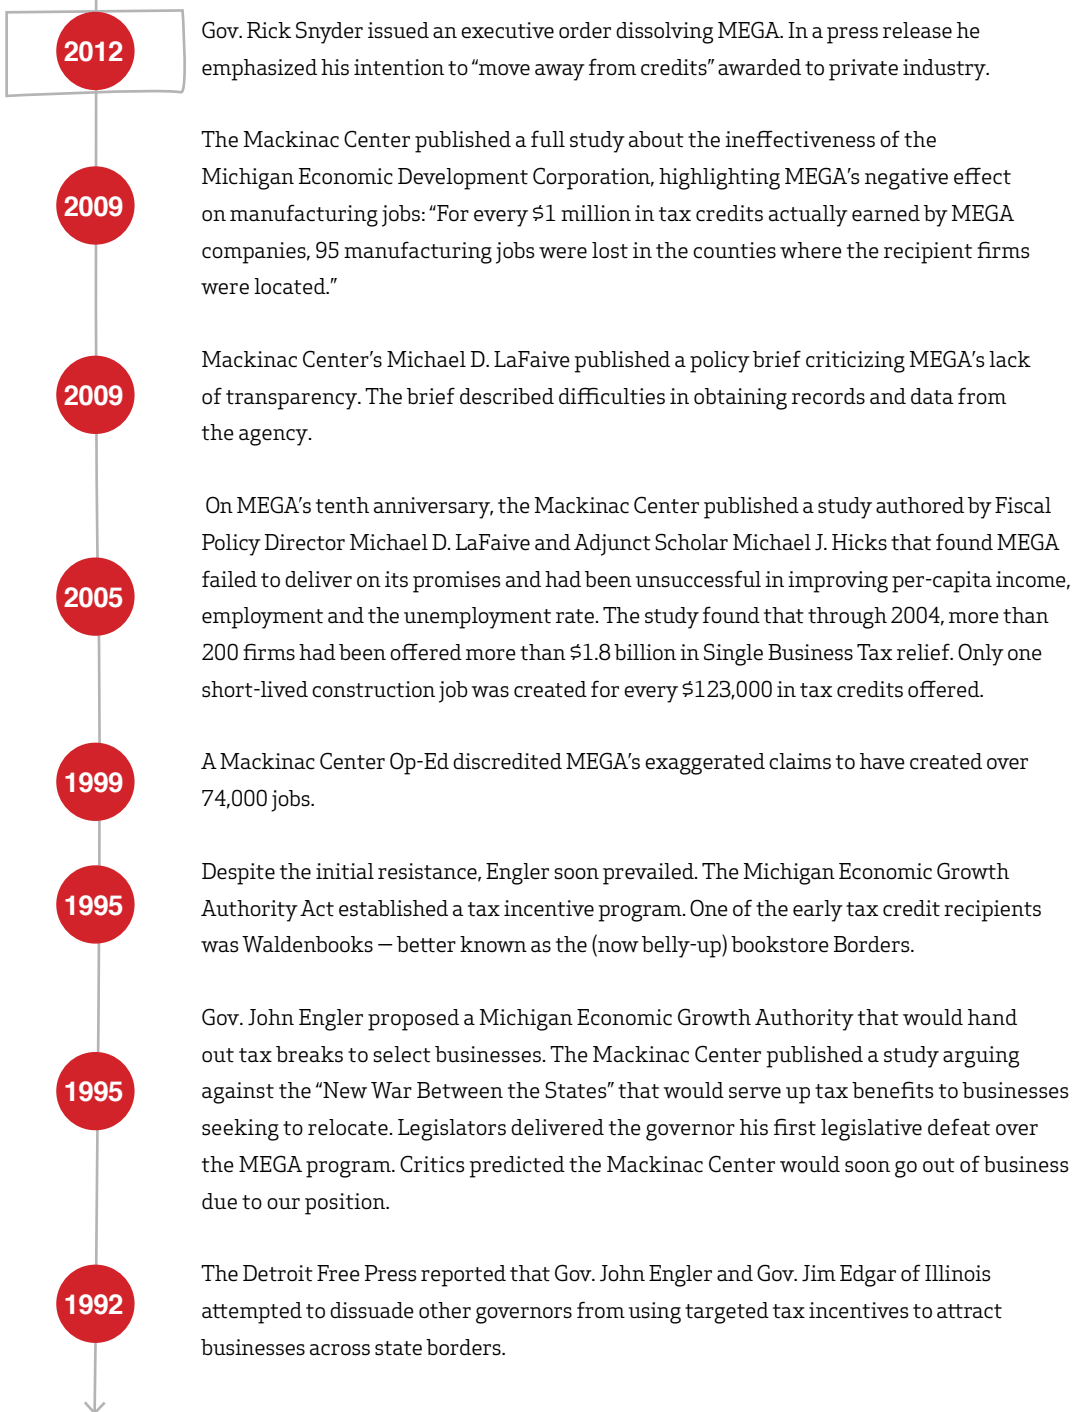 2012
Gov. Rick Snyder issued an executive order dissolving MEGA. In a press release he
emphasized his intention to “move away from credits” awarded to private industry.
2009
The Mackinac Center published a full study about the ineffectiveness of the
Michigan Economic Development Corporation, highlighting MEGA’s negative effect
on manufacturing jobs: “For every $1 million in tax credits actually earned by MEGA
companies, 95 manufacturing jobs were lost in the counties where the recipient firms
were located.”
2009
Mackinac Center’s Michael D. LaFaive published a policy brief criticizing MEGA’s lack
of transparency. The brief described difficulties in obtaining records and data from
the agency.
2005
On MEGA’s tenth anniversary, the Mackinac Center published a study authored by Fiscal
Policy Director Michael D. LaFaive and Adjunct Scholar Michael J. Hicks that found MEGA
failed to deliver on its promises and had been unsuccessful in improving per-capita income,
employment and the unemployment rate. The study found that through 2004, more than
200 firms had been offered more than $1.8 billion in Single Business Tax relief. Only one
short-lived construction job was created for every $123,000 in tax credits offered.
1999
A Mackinac Center Op-Ed discredited MEGA’s exaggerated claims to have created over
74,000 jobs.
1995
Despite the initial resistance, Engler soon prevailed. The Michigan Economic Growth
Authority Act established a tax incentive program. One of the early tax credit recipients
was Waldenbooks — better known as the (now belly-up) bookstore Borders.
1995
Gov. John Engler proposed a Michigan Economic Growth Authority that would hand
out tax breaks to select businesses. The Mackinac Center published a study arguing
against the “New War Between the States” that would serve up tax benefits to businesses
seeking to relocate. Legislators delivered the governor his first legislative defeat over
the MEGA program. Critics predicted the Mackinac Center would soon go out of business
due to our position.
1992
The Detroit Free Press reported that Gov. John Engler and Gov. Jim Edgar of Illinois
attempted to dissuade other governors from using targeted tax incentives to attract
businesses across state borders.